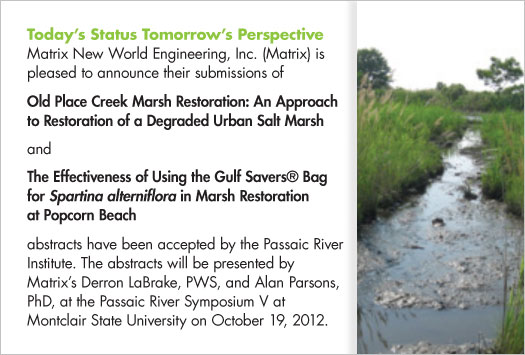 Today's Status Tomorrow's Perspective
Matrix New World Engineering, Inc. (Matrix) is
pleased to announce their submissions of
Old Place Creek Marsh Restoration: An Approach
to Restoration of a Degraded Urban Salt Marsh
and
The Effectiveness of Using the Gulf Savers® Bag
for Spartina alterniflora in Marsh Restoration
at Popcorn Beach
abstracts have been accepted by the Passaic River
Institute. The abstracts will be presented by
Matrix's Derron LaBrake, PWS, and Alan Parsons,
PhD, at the Passaic River Symposium V at
Montclair State University on October 19, 2012.